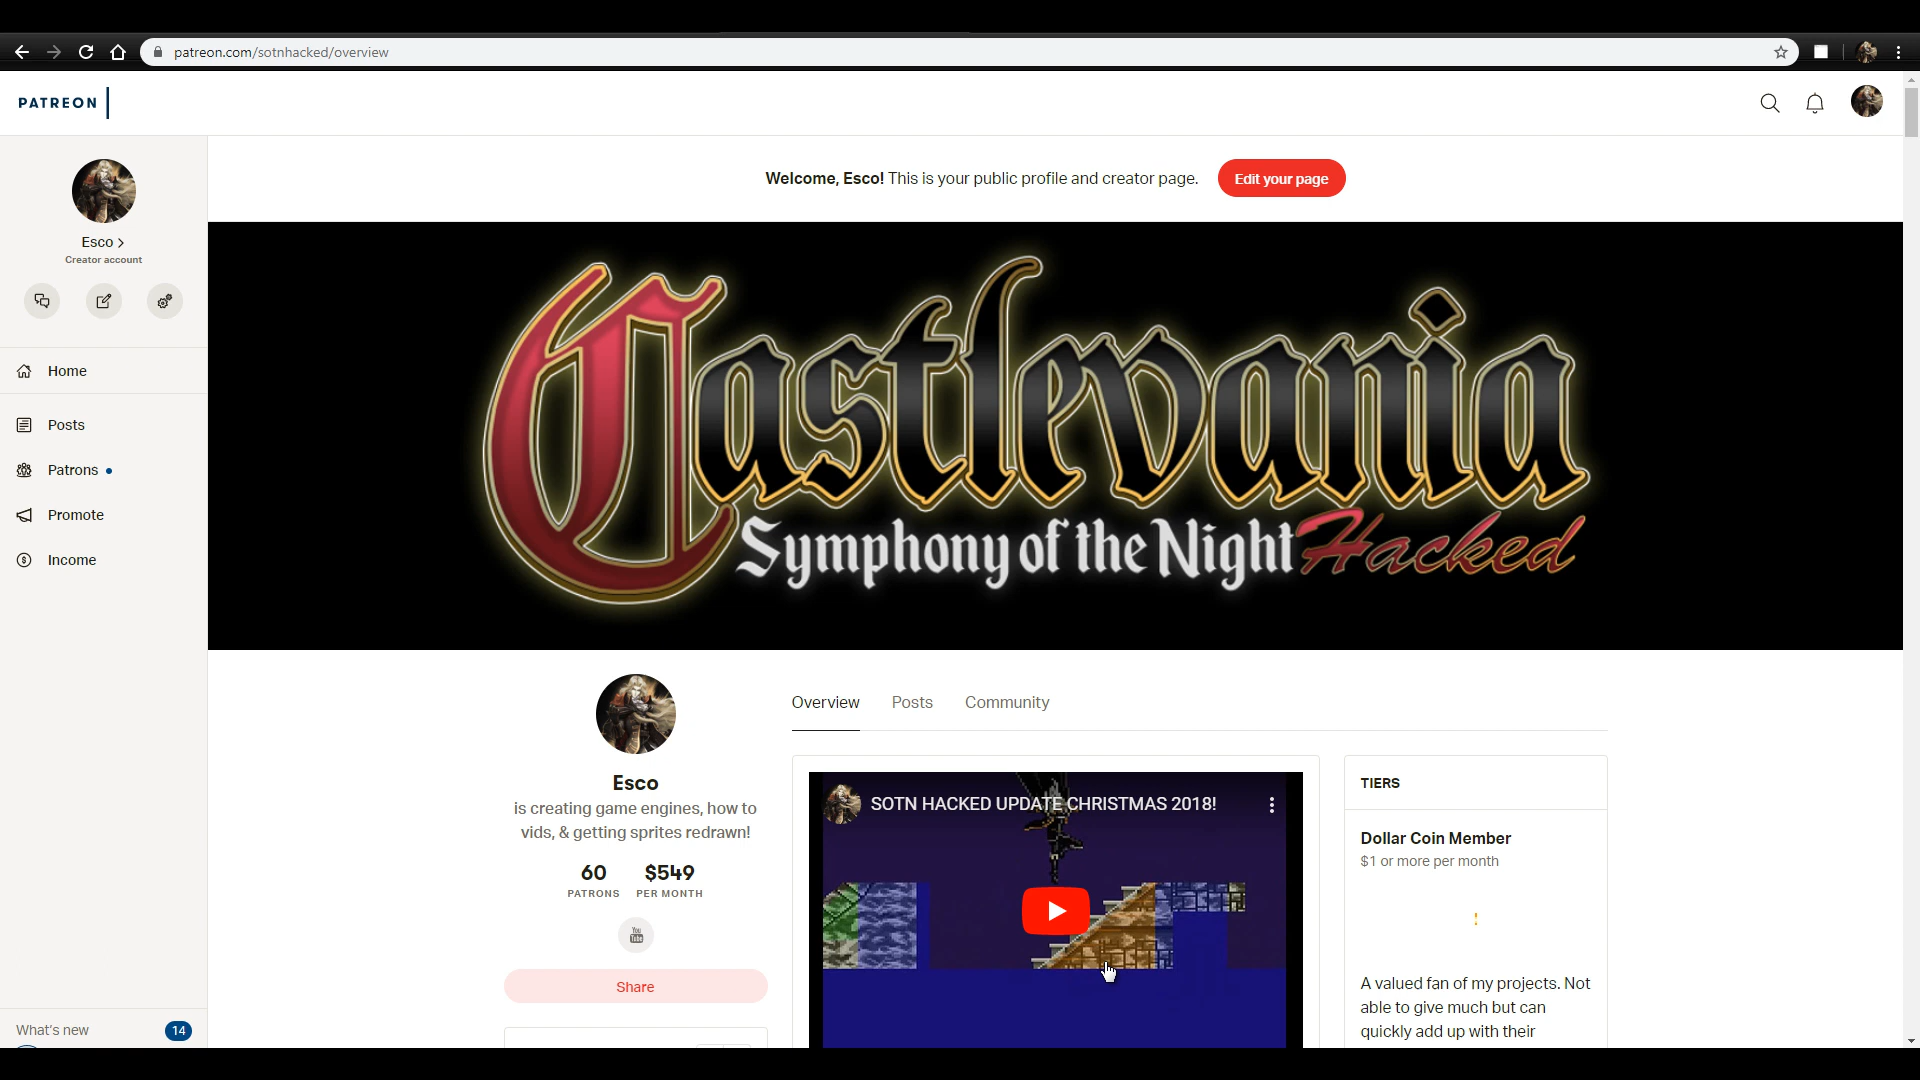 patreon.com/sotnhacked/overview
PATREON
Esco
Creator account
Home
Posts
Patrons
Promote
Income
What's new 14
Welcome, Esco! This is your public profile and creator page. Edit your page
Castlevania
Symphony of the Night Hacked
Esco
is creating game engines, how to
vids, & getting sprites redrawn!
60 $549
PATRONS PER MONTH
You
Tube
Share
Overview Posts Community
SOTN HACKED UPDATE CHRISTMAS 2018!
TIERS
Dollar Coin Member
$1 or more per month
!
A valued fan of my projects. Not
able to give much but can
quickly add up with their